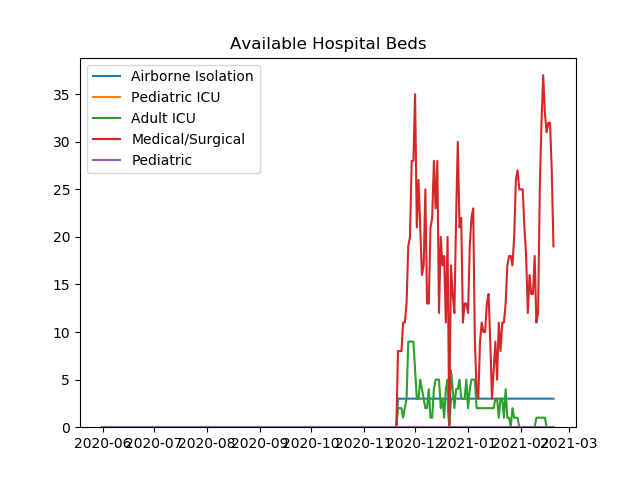 Available Hospital Beds
Airborne Isolation
Pediatric ICU
Adult ICU
Medical/Surgical
Pediatric
35
30
25
20
15
10
5
0
2020-06 2020-07 2020-08 2020-09 2020-10 2020-11 2020-12 2021-01 2021-02 2021-03